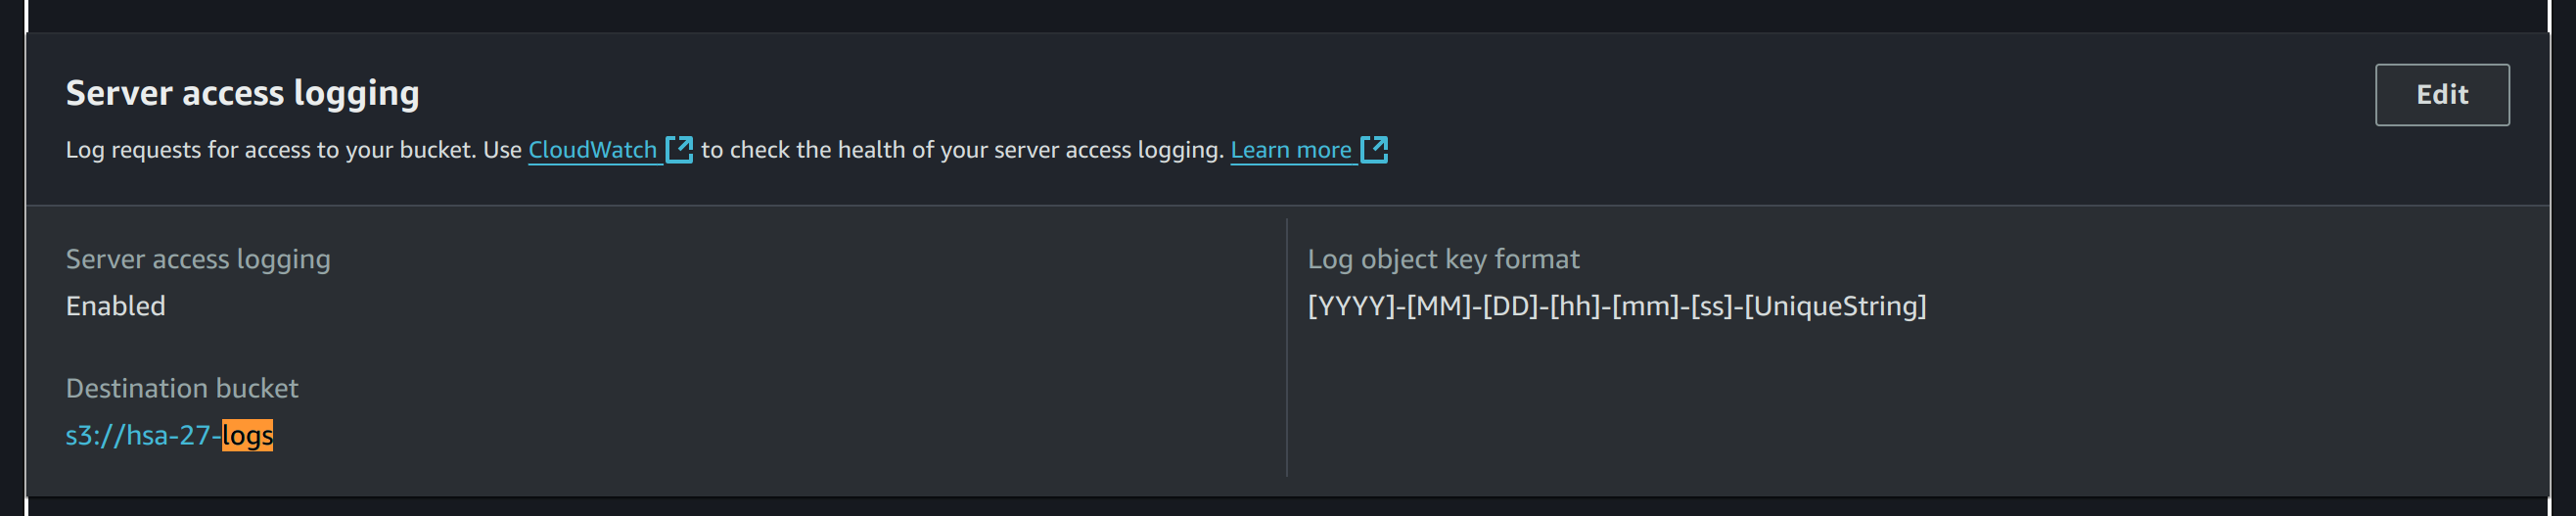 Server access logging
Edit
Log requests for access to your bucket. Use CloudWatch to check the health of your server access logging. Learn more
Server access logging
Enabled
Destination bucket
s3://hsa-27-logs
Log object key format
[YYYY]-[MM]-[DD]-[hh]-[mm]-[ss]-[UniqueString]